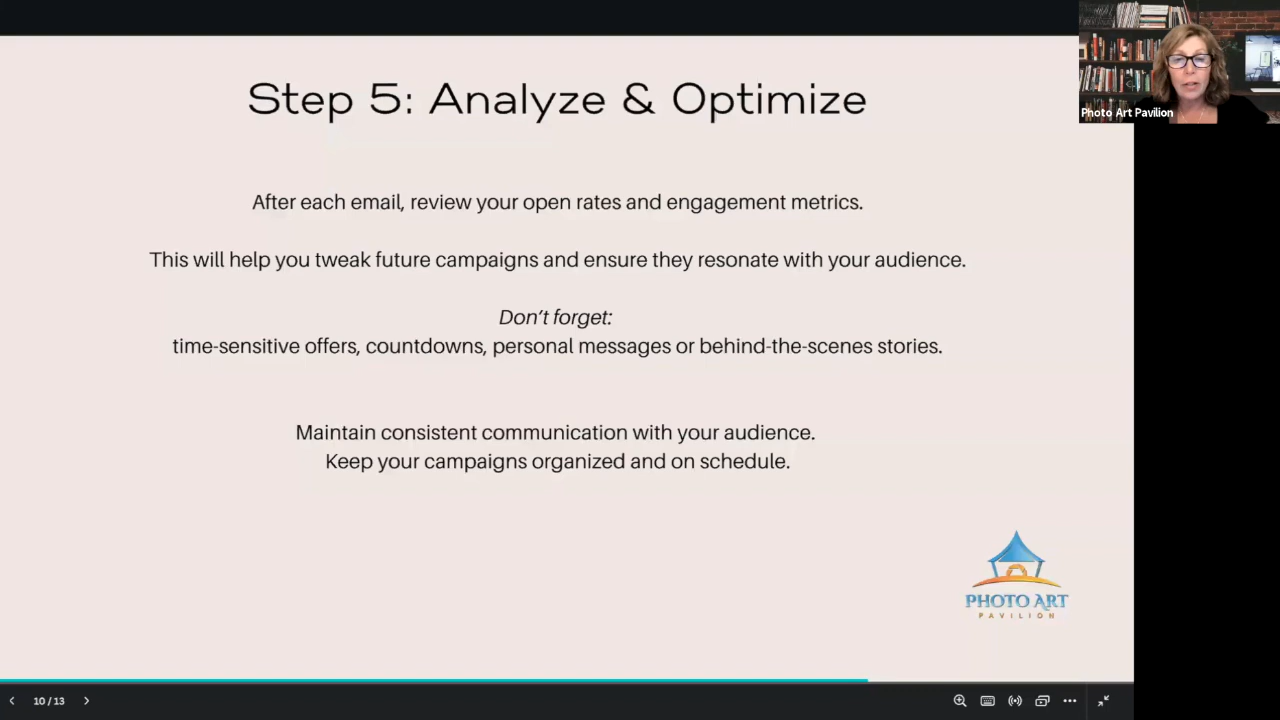 Step 5: Analyze & Optimize
After each email, review your open rates and engagement metrics.
This will help you tweak future campaigns and ensure they resonate with your audience.
Don't forget:
time-sensitive offers, countdowns, personal messages or behind-the-scenes stories.
Maintain consistent communication with your audience.
Keep your campaigns organized and on schedule.
PHOTO ART
PAVILION
Photo Art Pavilion
10 / 13